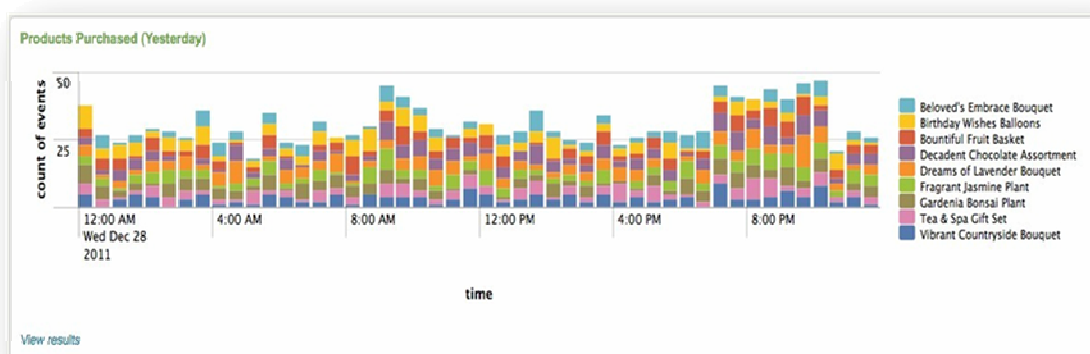 Products Purchased (Yesterday)
count of events
50
25
12:00 AM
4:00 AM
8:00 AM
12:00 PM
4:00 PM
8:00 PM
Wed Dec 28
2011
time
Beloved's Embrace Bouquet
Birthday Wishes Balloons
Bountiful Fruit Basket
Decadent Chocolate Assortment
Dreams of Lavender Bouquet
Fragrant Jasmine Plant
Gardenia Bonsai Plant
Tea & Spa Gift Set
Vibrant Countryside Bouquet
View results